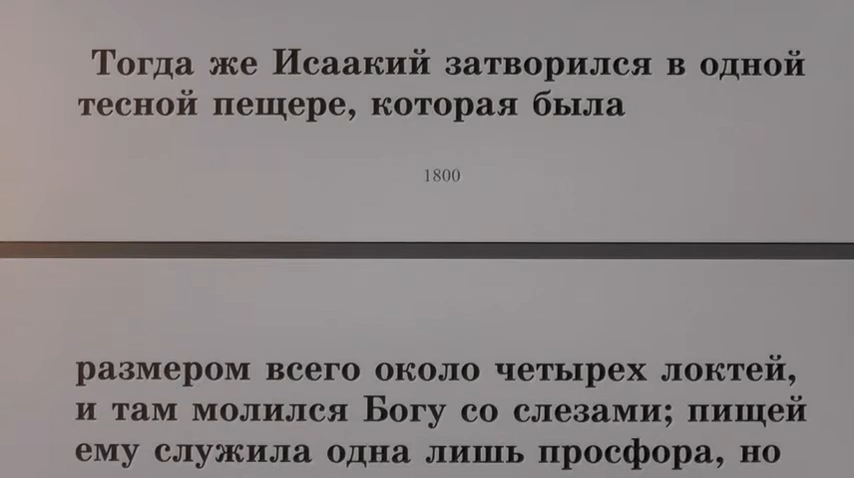 Тогда же Исаакий затворился в одной
тесной пещере, которая была
1800
размером всего около четырех локтей,
и там молился Богу со слезами; пищей
ему служила одна лишь просфора, но